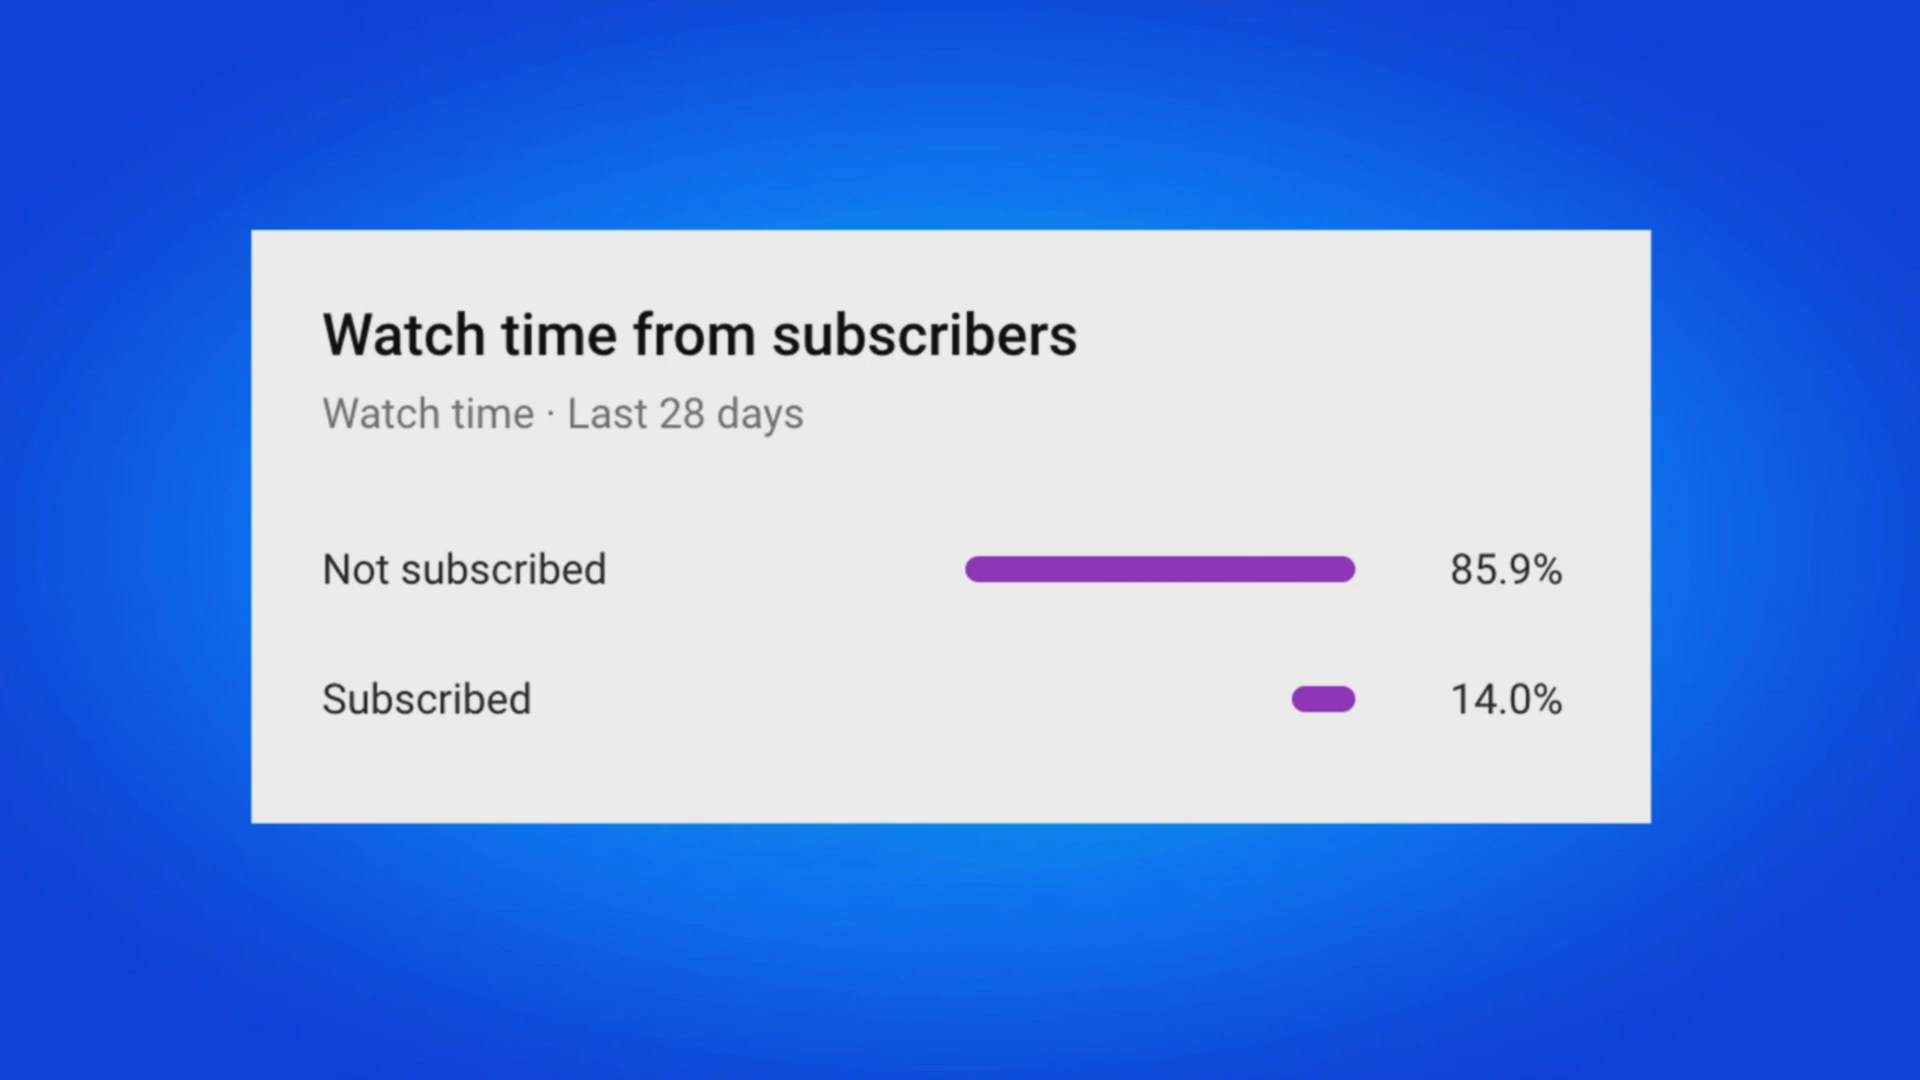 Watch time from subscribers
Watch time · Last 28 days
Not subscribed 85.9%
Subscribed 14.0%